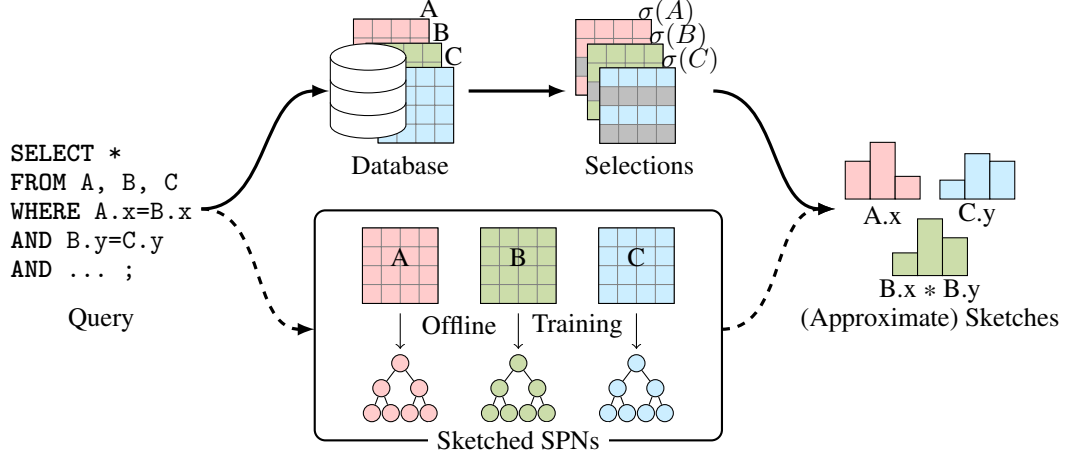 A
B
C
σ(A)
σ(B)
σ(C)
Database
Selections
SELECT *
FROM A, B, C
WHERE A.x=B.x
AND B.y=C.y
AND ... ;
Query
A
B
C
Offline
Training
Sketched SPNs
A.x
C.y
B.x ∗ B.y
(Approximate) Sketches